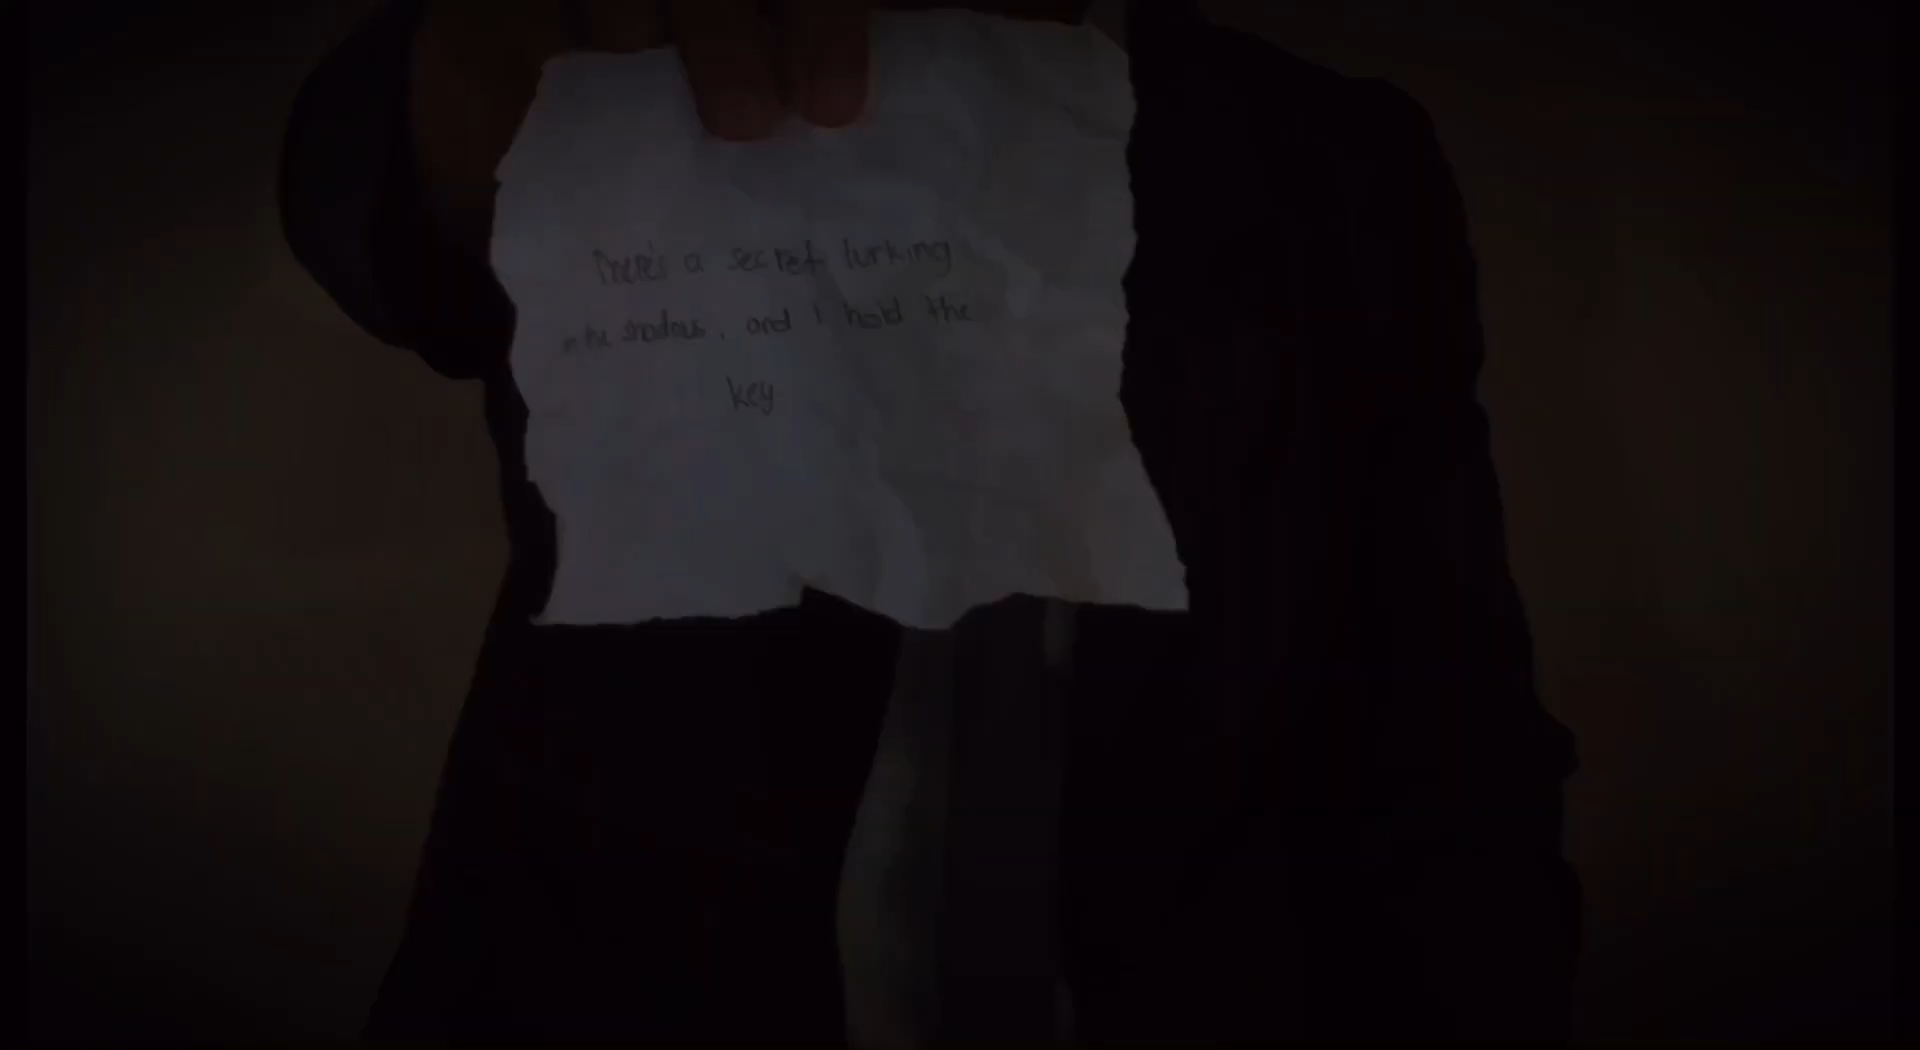 There's a secret lurking
in the shadows, and I hold the
key